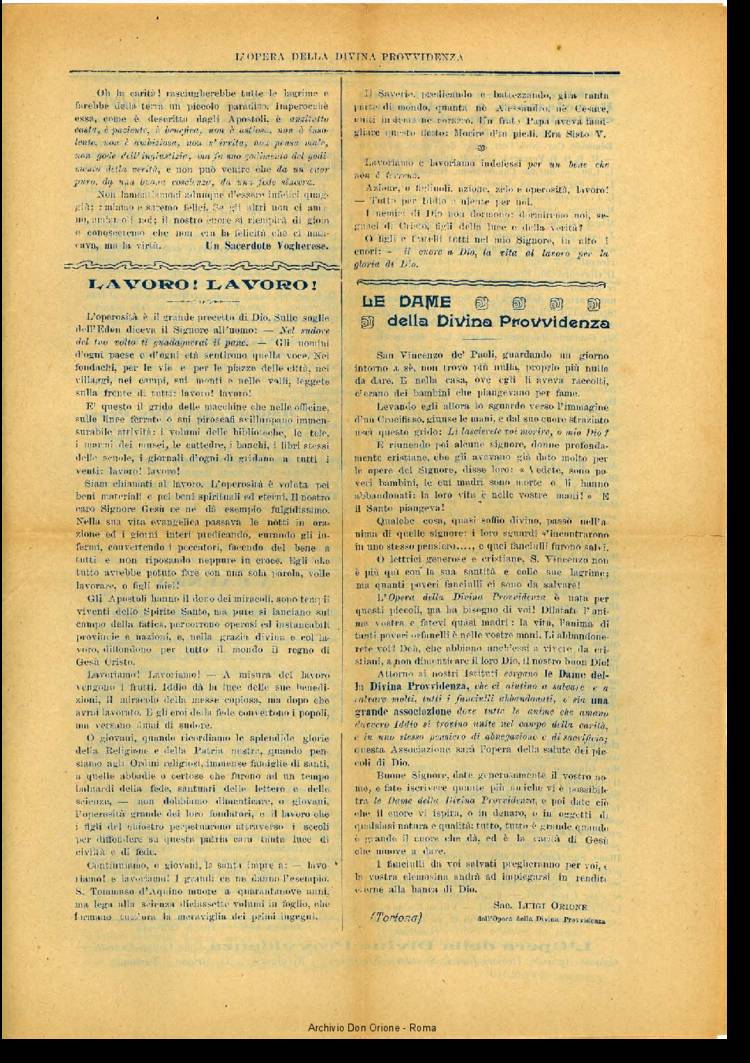 L'OPERA DELLA DIVINA PROVVIDENZA
Oh la carità! rasciugherebbe tutte le lagrime e
farebbe della terra un piccolo paradiso. Imperocchè
essa, come è descritta dagli Apostoli, è anzitutto
casta, è paziente, è benefica, non è astiosa, non è inso-
lente, non è ambiziosa, non s'irrita, non pensa male,
non gode dell'ingiustizia, ma fa suo godimento del godi-
mento della verità, e non può venire che da un cuor
puro, da una buona coscienza, da una fede sincera.
Non lamentiamoci adunque d'essere infelici quag-
giù: amiamo e saremo felici. Se gli altri non ci ama-
no, amiamoli noi; il nostro cuore si riempirà di gioia
e conosceremo che non era la felicità che ci man-
cava, ma la virtù.
Un Sacerdote Vogherese.
LAVORO! LAVORO!
L'operosità è il grande precetto di Dio. Sulle soglie
dell'Eden diceva il Signore all'uomo: — Nel sudore
del tuo volto ti guadagnerai il pane. — Gli uomini
d'ogni paese e d'ogni età sentirono quella voce. Nei
fondachi, per le vie e per le piazze delle città, nei
villaggi, nei campi, sui monti e nelle valli, leggete
sulla fronte di tutti: lavoro! lavoro!
E' questo il grido delle macchine che nelle officine,
sulle linee ferrate o sui piroscafi sviluppano immen-
surabile attività: i volumi delle biblioteche, le tele,
i marmi dei musei, le cattedre, i banchi, i libri stessi
delle scuole, i giornali d'ogni dì gridano a tutti i
venti: lavoro! lavoro!
Siam chiamati al lavoro. L'operosità è voluta pei
beni materiali e pei beni spirituali ed eterni. Il nostro
caro Signore Gesù ce ne dà esempio fulgidissimo.
Nella sua vita evangelica passava le notti in ora-
zione ed i giorni interi predicando, curando gli in-
fermi, convertendo i peccatori, facendo del bene a
tutti e non riposando neppure in croce. Egli che
tutto avrebbe potuto fare con una sola parola, volle
lavorare, o figli miei!
Gli Apostoli hanno il dono dei miracoli, sono tempii
viventi dello Spirito Santo, ma pure si lanciano sul
campo della fatica, percorrono operosi ed instancabili
provincie e nazioni, e, nella grazia divina e col la-
voro, diffondono per tutto il mondo il regno di
Gesù Cristo.
Lavoriamo! Lavoriamo! — A misura del lavoro
vengono i frutti. Iddio dà la luce delle sue benedi-
zioni, il miracolo della messe copiosa, ma dopo che
avrai lavorato. E gli eroi della fede convertono i popoli,
ma versano fiumi di sudore.
O giovani, quando ricordiamo le splendide glorie
della Religione e della Patria nostra, quando pen-
siamo agli Ordini religiosi, immense famiglie di santi,
a quelle abbadie o certose che furono ad un tempo
baluardi della fede, santuari delle lettere e delle
scienze, — non dobbiamo dimenticare, o giovani,
l'operosità grande dei loro fondatori, e il lavoro che
i figli del chiostro perpetuarono attraverso i secoli
per diffondere su questa patria cara tanta luce di
civiltà e di fede.
Continuiamo, o giovani, la santa impresa: — lavo-
riamo! e lavoriamo! I grandi ce ne danno l'esempio.
S. Tommaso d'Aquino muore a quarantanove anni,
ma lega alla scienza diciassette volumi in foglio, che
formano tuttora la meraviglia dei primi ingegni.
Il Saverio, predicando e battezzando, gira tanta
parte di mondo, quanta nè Alessandro, nè Cesare,
uniti insieme ne corsero. Un frate Papa aveva fami-
gliare questo detto: Morire d'in piedi. Era Sisto V.
Lavoriamo e lavoriamo indefessi per un bene che
non è terreno.
Azione, o figliuoli, azione, zelo e operosità, lavoro!
— Tutto per Iddio e niente per noi.
I nemici di Dio non dormono: dormiremo noi, se-
guaci di Cristo, figli della luce e della verità?
O figli e fratelli tutti nel mio Signore, in alto i
cuori: — il cuore a Dio, la vita al lavoro per la
gloria di Dio.
LE DAME
della Divina Provvidenza
San Vincenzo de' Paoli, guardando un giorno
intorno a sè, non trovò più nulla, proprio più nulla
da dare. E nella casa, ove egli li aveva raccolti,
c'erano dei bambini che piangevano per fame.
Levando egli allora lo sguardo verso l'immagine
d'un Crocifisso, giunse le mani, e dal suo cuore straziato
uscì questo grido: Li lascierete voi morire, o mio Dio?
E riunendo poi alcune signore, donne profonda-
mente cristiane, che gli avevano già dato molto per
le opere del Signore, disse loro: « Vedete, sono po-
veri bambini, le cui madri sono morte o li hanno
abbandonati: la loro vita è nelle vostre mani! » E
il Santo piangeva!
Qualche cosa, quasi soffio divino, passò nell'a-
nima di quelle signore: i loro sguardi s'incontrarono
in uno stesso pensiero...., e quei fanciulli furono salvi.
O lettrici generose e cristiane, S. Vincenzo non
è più qui con la sua santità e colle sue lagrime;
ma quanti poveri fanciulli ci sono da salvare!
L'Opera della Divina Provvidenza è nata per
questi piccoli, ma ha bisogno di voi! Dilatate l'ani-
ma vostra e fatevi quasi madri: la vita, l'anima di
tanti poveri orfanelli è nelle vostre mani. Li abbandone-
rete voi? Deh, che abbiano anch'essi a vivere da cri-
stiani, a non dimenticare il loro Dio, il nostro buon Dio!
Attorno ai nostri Istituti sorgano le Dame del-
la Divina Provvidenza, che ci aiutino a salvare e a
salvare molti, tutti i fanciulli abbandonati, e sia una
grande associazione dove tutte le anime che amano
davvero Iddio si trovino unite nel campo della carità,
e in uno stesso pensiero di abnegazione e di sacrificio;
questa Associazione sarà l'opera della salute dei pic-
coli di Dio.
Buone Signore, date generosamente il vostro no-
me, e fate iscrivere quante più amiche vi è possibile
tra le Dame della Divina Provvidenza, e poi date ciò
che il cuore vi ispira, o in denaro, o in oggetti di
qualsiasi natura e qualità: tutto, tutto è grande quando
è grande il cuore che dà, ed è la carità di Gesù
che muove a dare.
I fanciulli da voi salvati pregheranno per voi, e
la vostra elemosina andrà ad impiegarsi in rendita
eterne alla banca di Dio.
Sac. LUIGI ORIONE
(Tortona)
dell'Opera della Divina Provvidenza
Archivio Don Orione - Roma